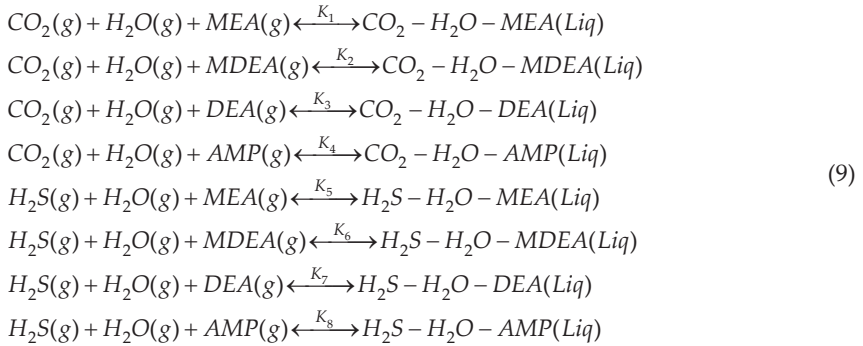 CO₂(g) + H₂O(g) + MEA(g) ←K₁→ CO₂ − H₂O − MEA(Liq)
CO₂(g) + H₂O(g) + MDEA(g) ←K₂→ CO₂ − H₂O − MDEA(Liq)
CO₂(g) + H₂O(g) + DEA(g) ←K₃→ CO₂ − H₂O − DEA(Liq)
CO₂(g) + H₂O(g) + AMP(g) ←K₄→ CO₂ − H₂O − AMP(Liq)
(9)
H₂S(g) + H₂O(g) + MEA(g) ←K₅→ H₂S − H₂O − MEA(Liq)
H₂S(g) + H₂O(g) + MDEA(g) ←K₆→ H₂S − H₂O − MDEA(Liq)
H₂S(g) + H₂O(g) + DEA(g) ←K₇→ H₂S − H₂O − DEA(Liq)
H₂S(g) + H₂O(g) + AMP(g) ←K₈→ H₂S − H₂O − AMP(Liq)